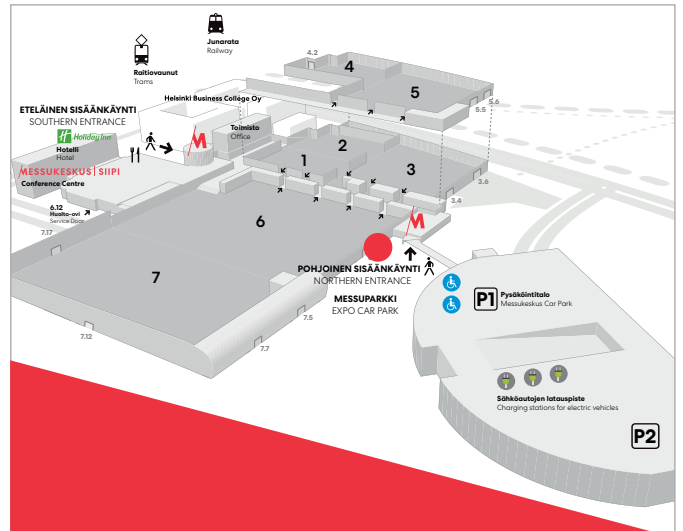 Junarata
Railway
4.2
4
Raitiovaunut
Trams
5
5.6
5.5
Helsinki Business College Oy
ETELÄINEN SISÄÄNKÄYNTI
SOUTHERN ENTRANCE
H Holiday Inn
Hotelli
Hotel
M
Toimisto
Office
2
1
3
MESSUKESKUS | SIIPI
Conference Centre
3.6
3.4
6.12
Huolto-ovi
Service Door
6
M
7.17
7
POHJOINEN SISÄÄNKÄYNTI
NORTHERN ENTRANCE
MESSUPARKKI
EXPO CAR PARK
P1
Pysäköintitalo
Messukeskus Car Park
7.5
7.12
7.7
Sähköautojen latauspiste
Charging stations for electric vehicles
P2